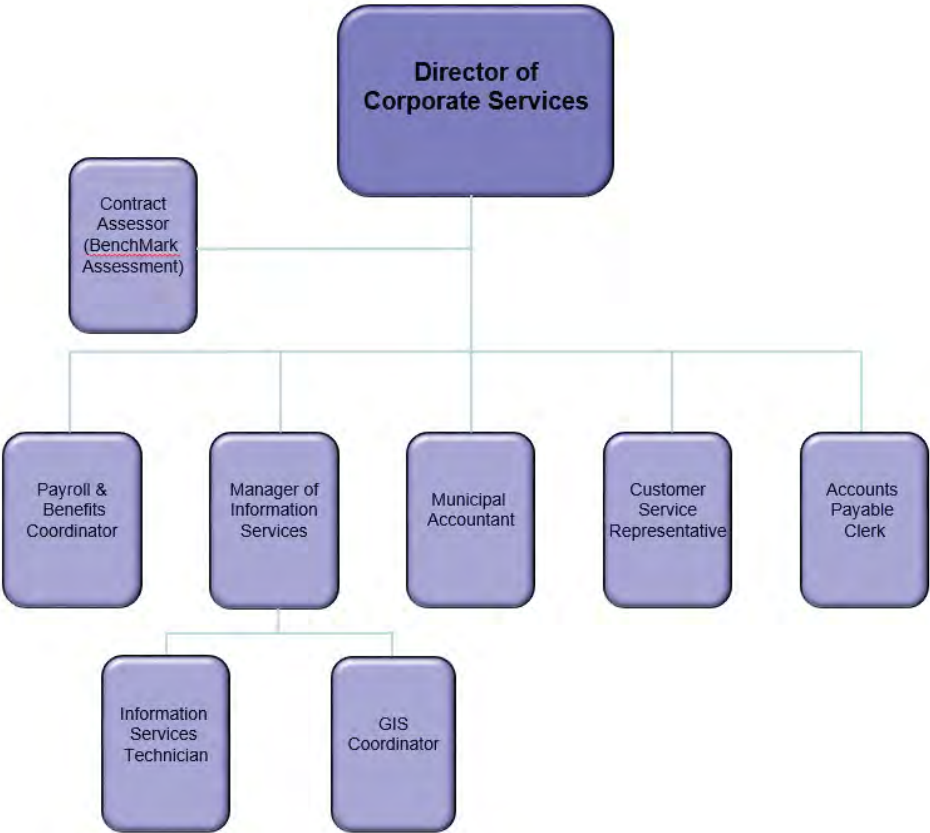 Director of
Corporate Services
Contract
Assessor
(BenchMark
Assessment)
Payroll &
Benefits
Coordinator
Manager of
Information
Services
Municipal
Accountant
Customer
Service
Representative
Accounts
Payable
Clerk
Information
Services
Technician
GIS
Coordinator